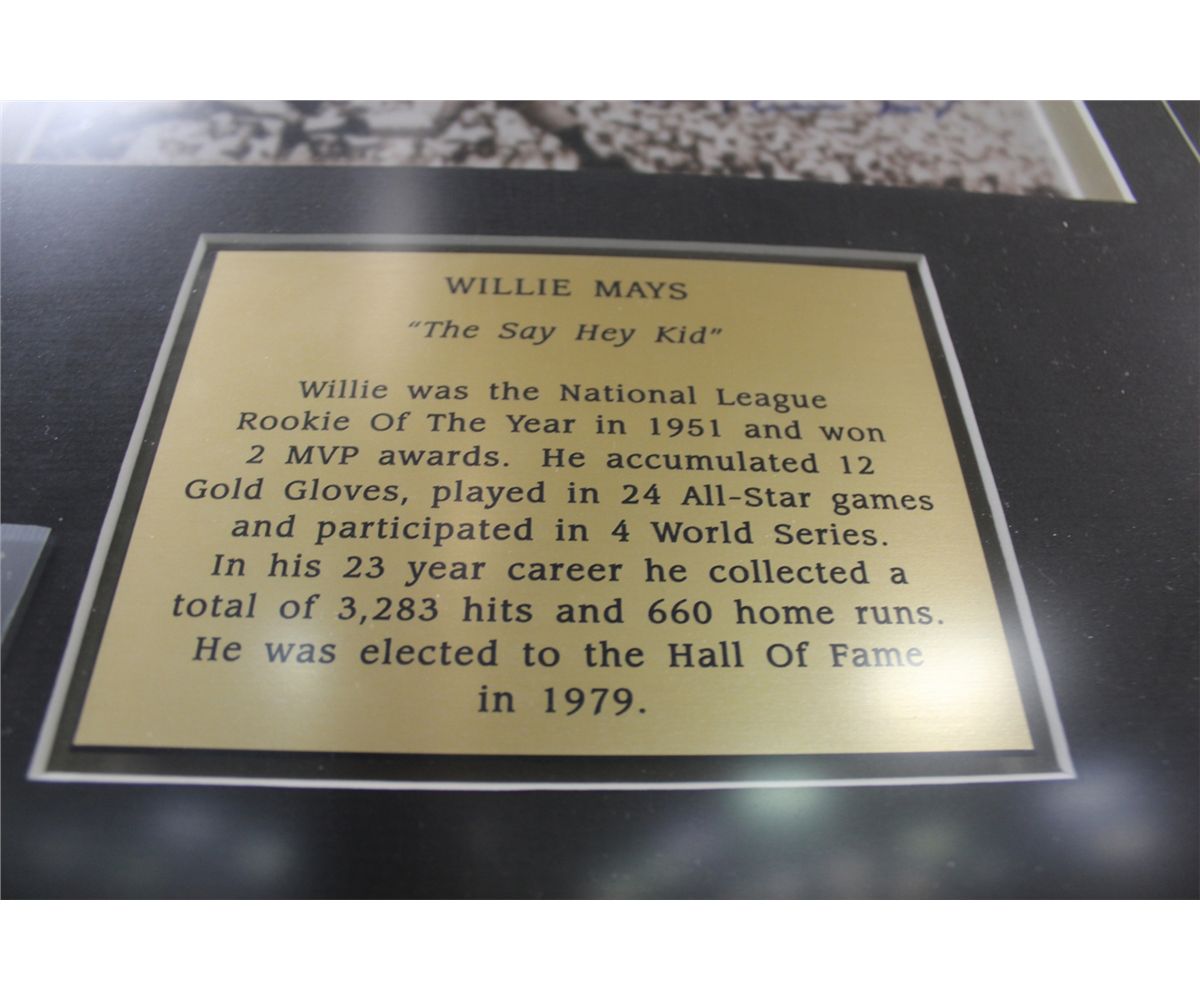 WILLIE MAYS
"The Say Hey Kid"
Willie was the National League
Rookie Of The Year in 1951 and won
2 MVP awards. He accumulated 12
Gold Gloves, played in 24 All-Star games
and participated in 4 World Series.
In his 23 year career he collected a
total of 3,283 hits and 660 home runs.
He was elected to the Hall Of Fame
in 1979.